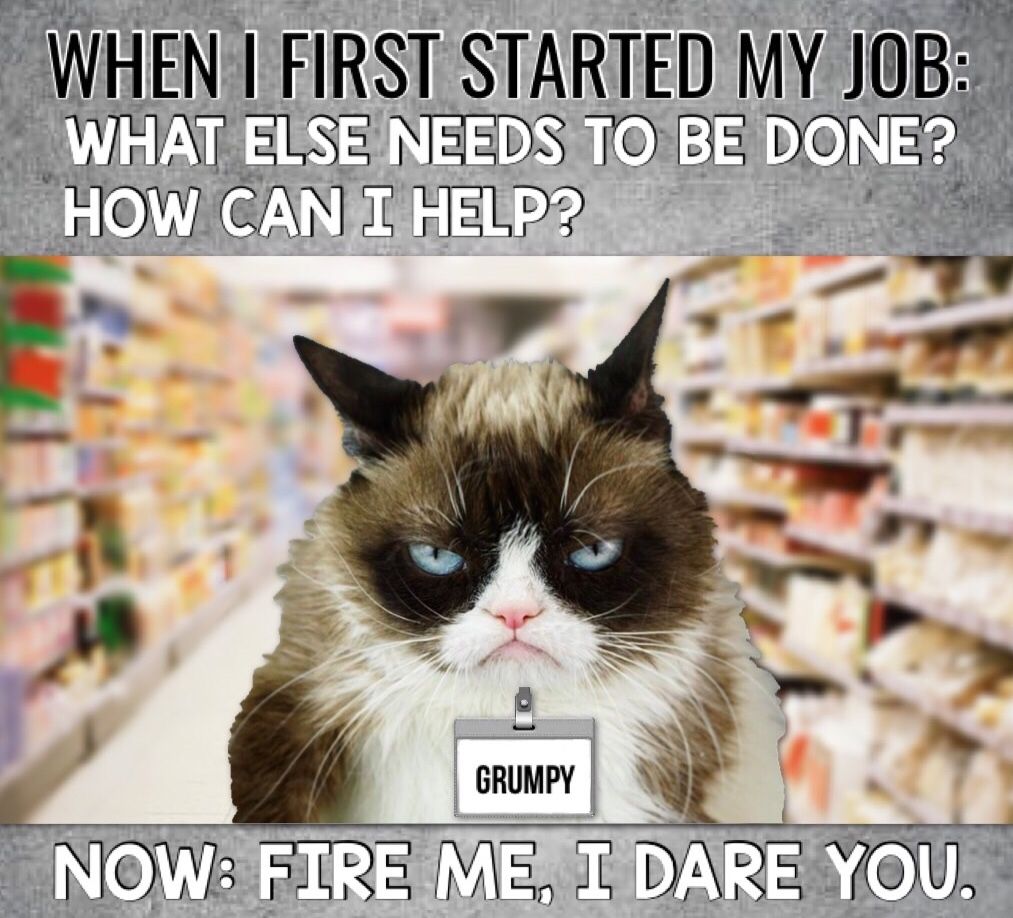 WHEN I FIRST STARTED MY JOB:
WHAT ELSE NEEDS TO BE DONE?
HOW CAN I HELP?
GRUMPY
NOW: FIRE ME, I DARE YOU.